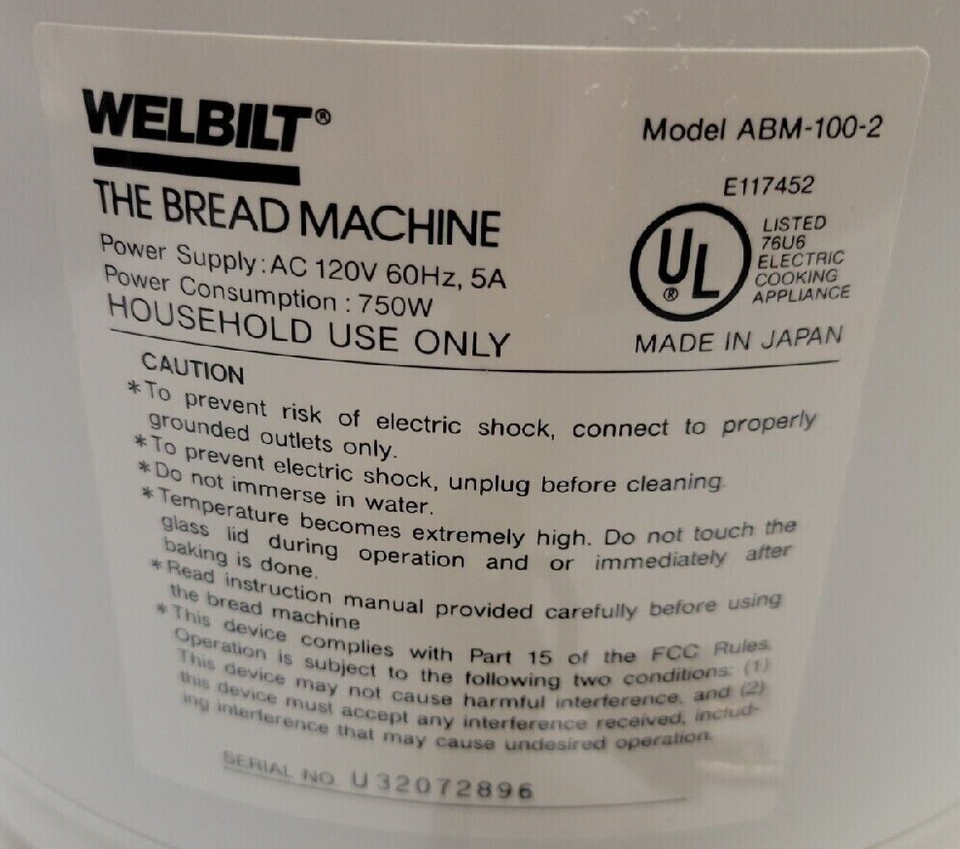 WELBILT®
Model ABM-100-2
THE BREAD MACHINE
Power Supply: AC 120V 60Hz, 5A
Power Consumption : 750W
HOUSEHOLD USE ONLY
E117452
UL®
LISTED
76U6
ELECTRIC
COOKING
APPLIANCE
MADE IN JAPAN
CAUTION
*To prevent risk of electric shock, connect to properly
grounded outlets only.
*To prevent electric shock, unplug before cleaning.
*Do not immerse in water.
*Temperature becomes extremely high. Do not touch the
glass lid during operation and or immediately after
baking is done.
*Read instruction manual provided carefully before using
the bread machine
*This device complies with Part 15 of the FCC Rules.
Operation is subject to the following two conditions: (1)
This device may not cause harmful interference, and (2)
this device must accept any interference received, includ-
ing interference that may cause undesired operation.
SERIAL NO. U32072896